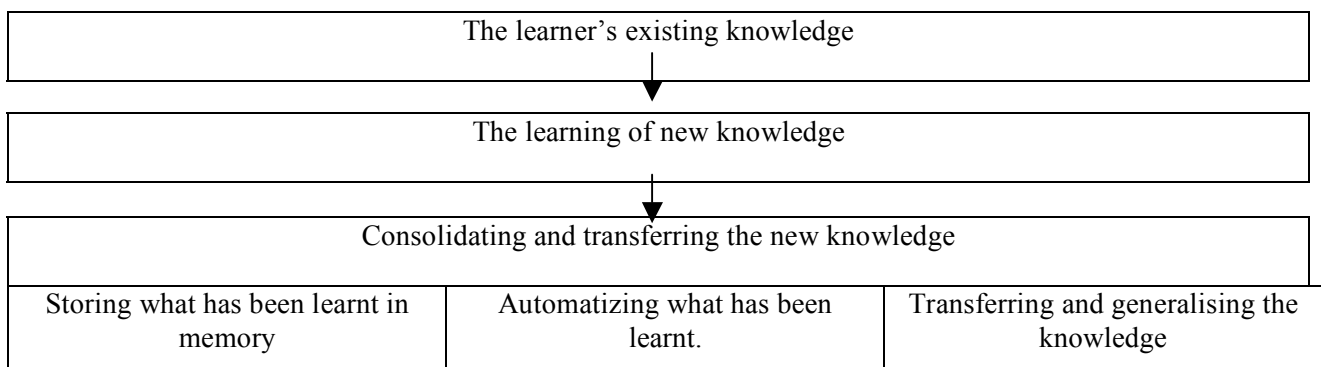 The learner’s existing knowledge
The learning of new knowledge
Consolidating and transferring the new knowledge
Storing what has been learnt in
memory
Automatizing what has been
learnt.
Transferring and generalising the
knowledge